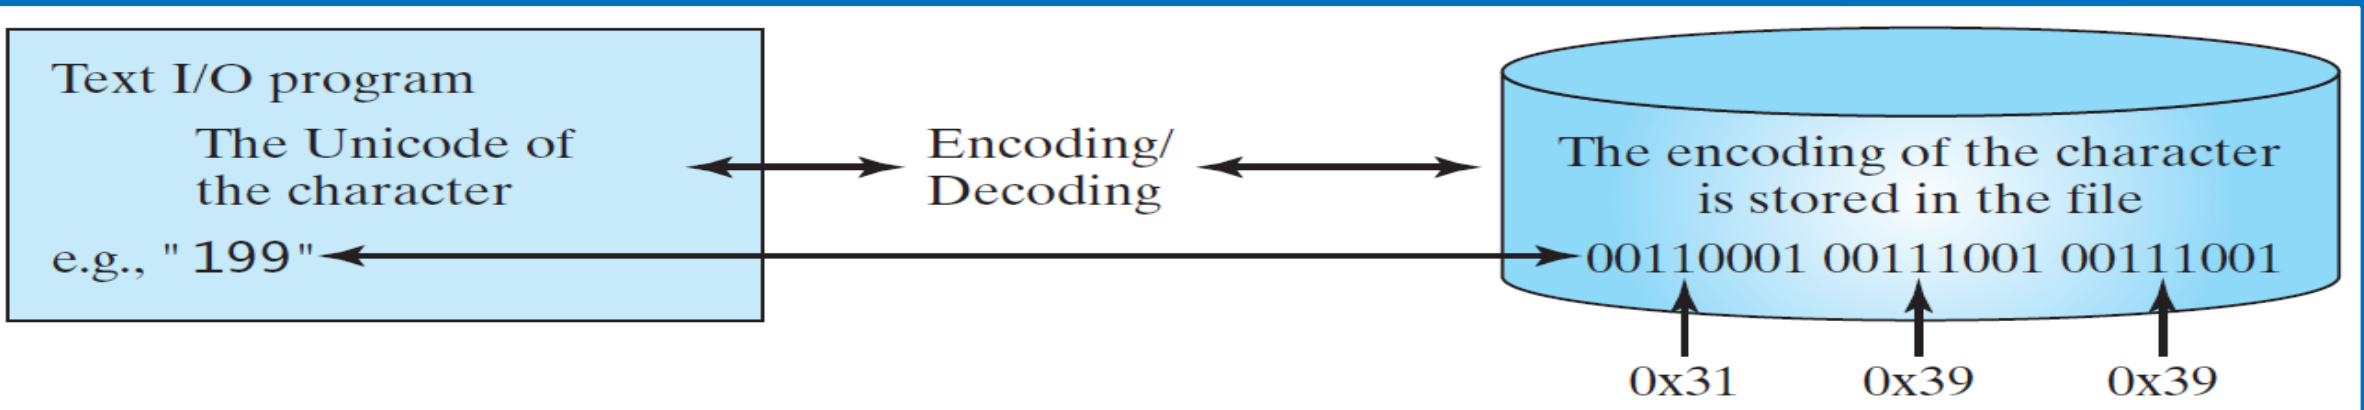 Text I/O program
The Unicode of
the character
e.g., "199"
Encoding/
Decoding
The encoding of the character
is stored in the file
00110001 00111001 00111001
0x31 0x39 0x39